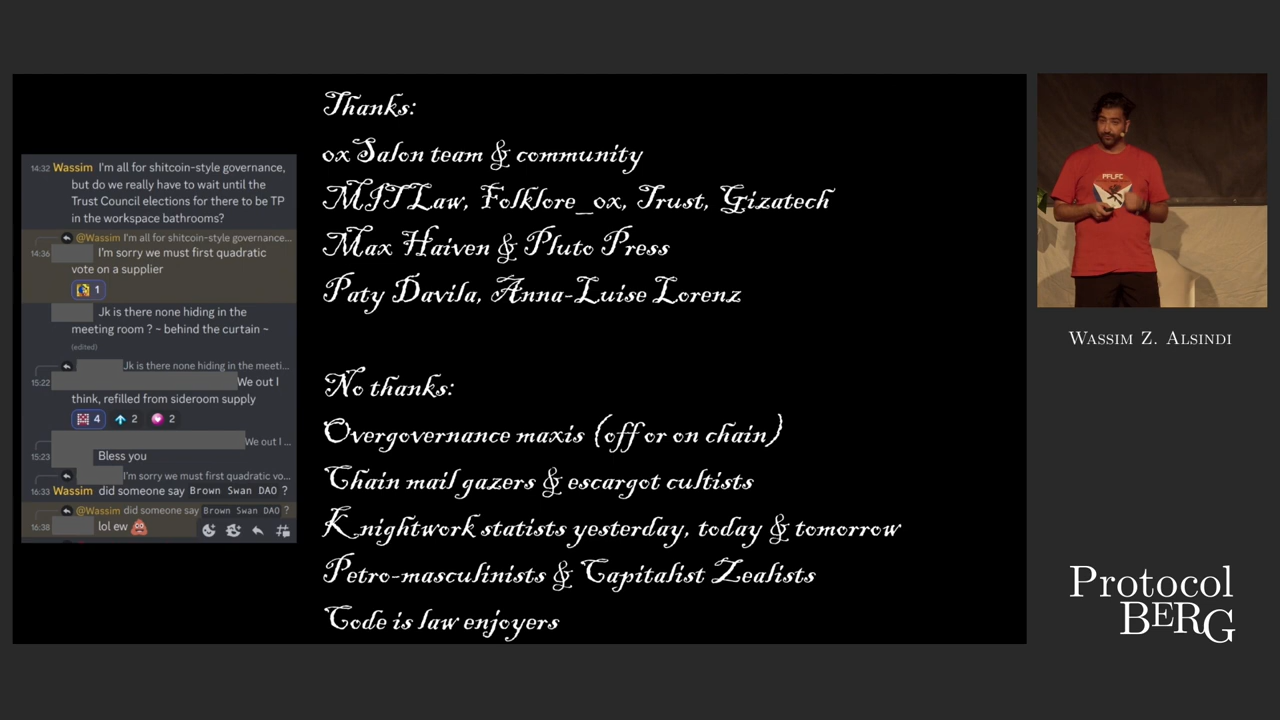 Thanks:
0xSalon team & community
MIT Law, Folklore_0x, Trust, Gizatech
Max Haiven & Pluto Press
Paty Davila, Anna-Luise Lorenz
No thanks:
Overgovernance maxis (off or on chain)
Chain mail gazers & escargot cultists
Knightwork statists yesterday, today & tomorrow
Petro-masculinists & Capitalist Zealists
Code is law enjoyers
14:32 Wassim I'm all for shitcoin-style governance,
but do we really have to wait until the
Trust Council elections for there to be TP
in the workspace bathrooms?
@Wassim I'm all for shitcoin-style governance...
14:36 I'm sorry we must first quadratic
vote on a supplier
1
Jk is there none hiding in the
meeting room ? ~ behind the curtain ~
(edited)
Jk is there none hiding in the meeti...
15:22 We out I
think, refilled from sideroom supply
4 2 2
We out I ...
15:23 Bless you
I'm sorry we must first quadratic vo...
16:33 Wassim did someone say Brown Swan DAO ?
@Wassim did someone say Brown Swan DAO ?
16:38 lol ew 💩
PFLFC
Wassim Z. Alsindi
Protocol
BERG